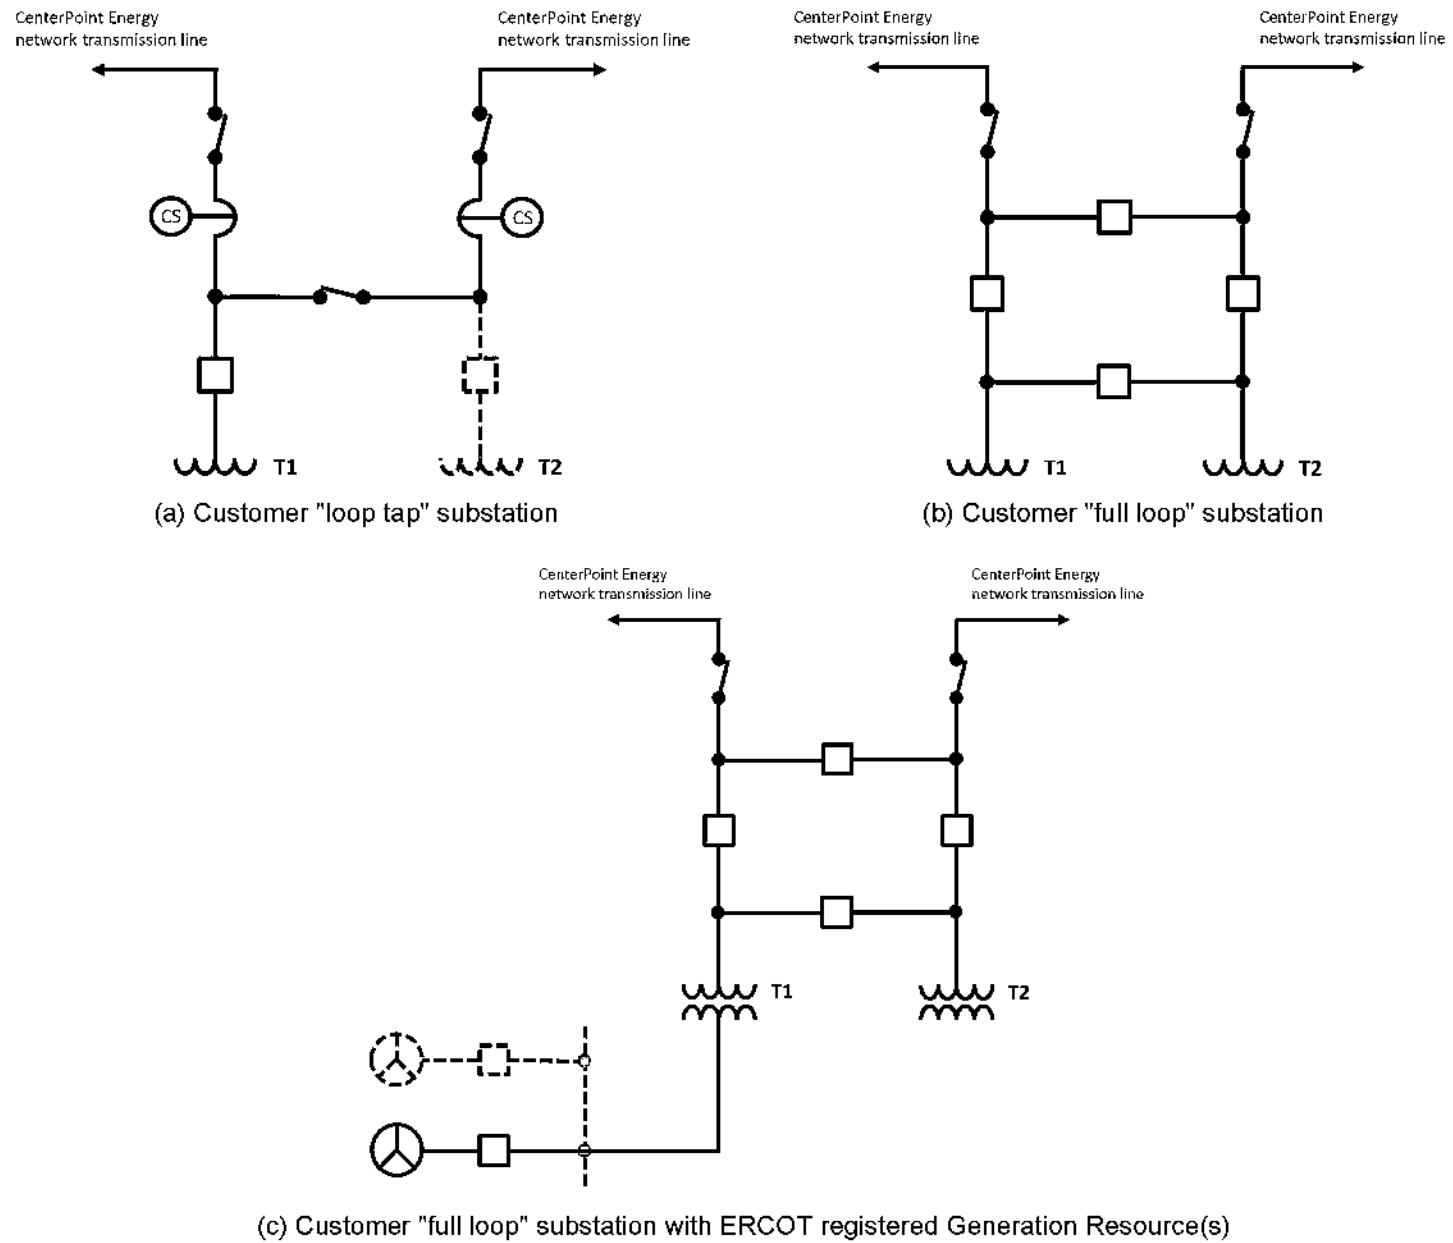 CenterPoint Energy
network transmission line
CenterPoint Energy
network transmission line
CS
CS
T1
T2
(a) Customer "loop tap" substation
CenterPoint Energy
network transmission line
CenterPoint Energy
network transmission line
T1
T2
(b) Customer "full loop" substation
CenterPoint Energy
network transmission line
CenterPoint Energy
network transmission line
T1
T2
(c) Customer "full loop" substation with ERCOT registered Generation Resource(s)